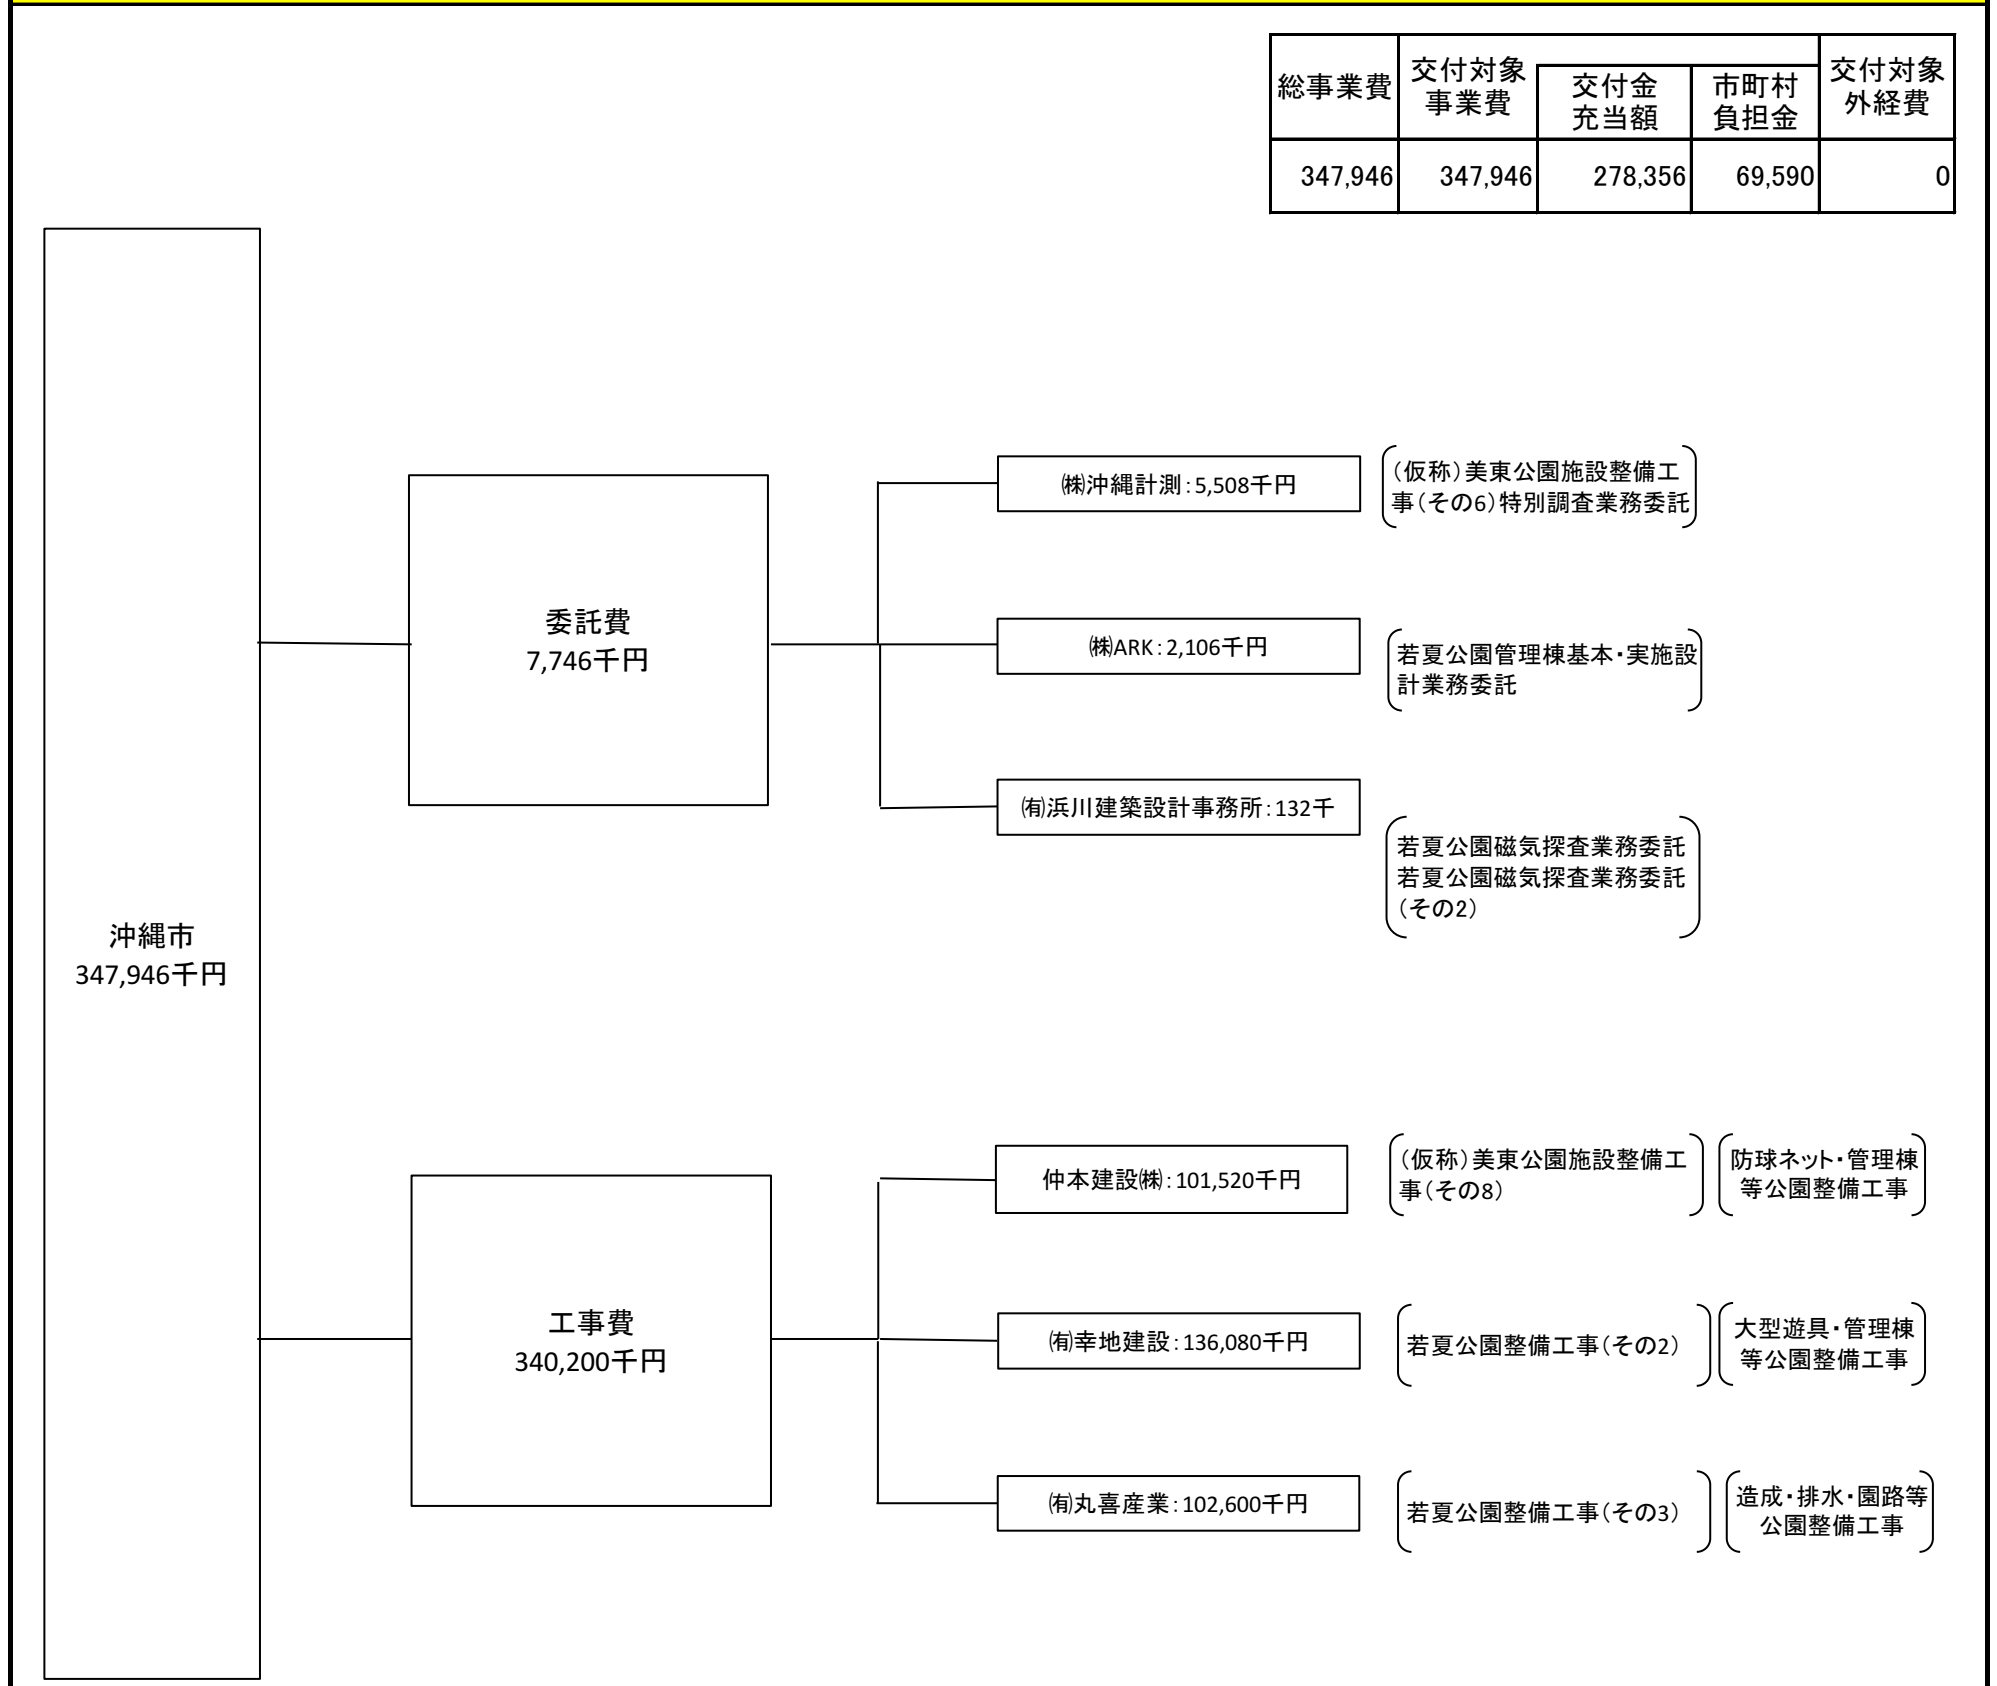 総事業費
交付対象
事業費
交付金
充当額
市町村
負担金
交付対象
外経費
347,946
347,946
278,356
69,590
0
沖縄市
347,946千円
委託費
7,746千円
㈱沖縄計測：5,508千円
（仮称）美東公園施設整備工
事（その6）特別調査業務委託
㈱ARK：2,106千円
若夏公園管理棟基本・実施設
計業務委託
㈲浜川建築設計事務所：132千
若夏公園磁気探査業務委託
若夏公園磁気探査業務委託
（その2）
工事費
340,200千円
仲本建設㈱：101,520千円
（仮称）美東公園施設整備工
事（その8）
防球ネット・管理棟
等公園整備工事
㈲幸地建設：136,080千円
若夏公園整備工事（その2）
大型遊具・管理棟
等公園整備工事
㈲丸喜産業：102,600千円
若夏公園整備工事（その3）
造成・排水・園路等
公園整備工事